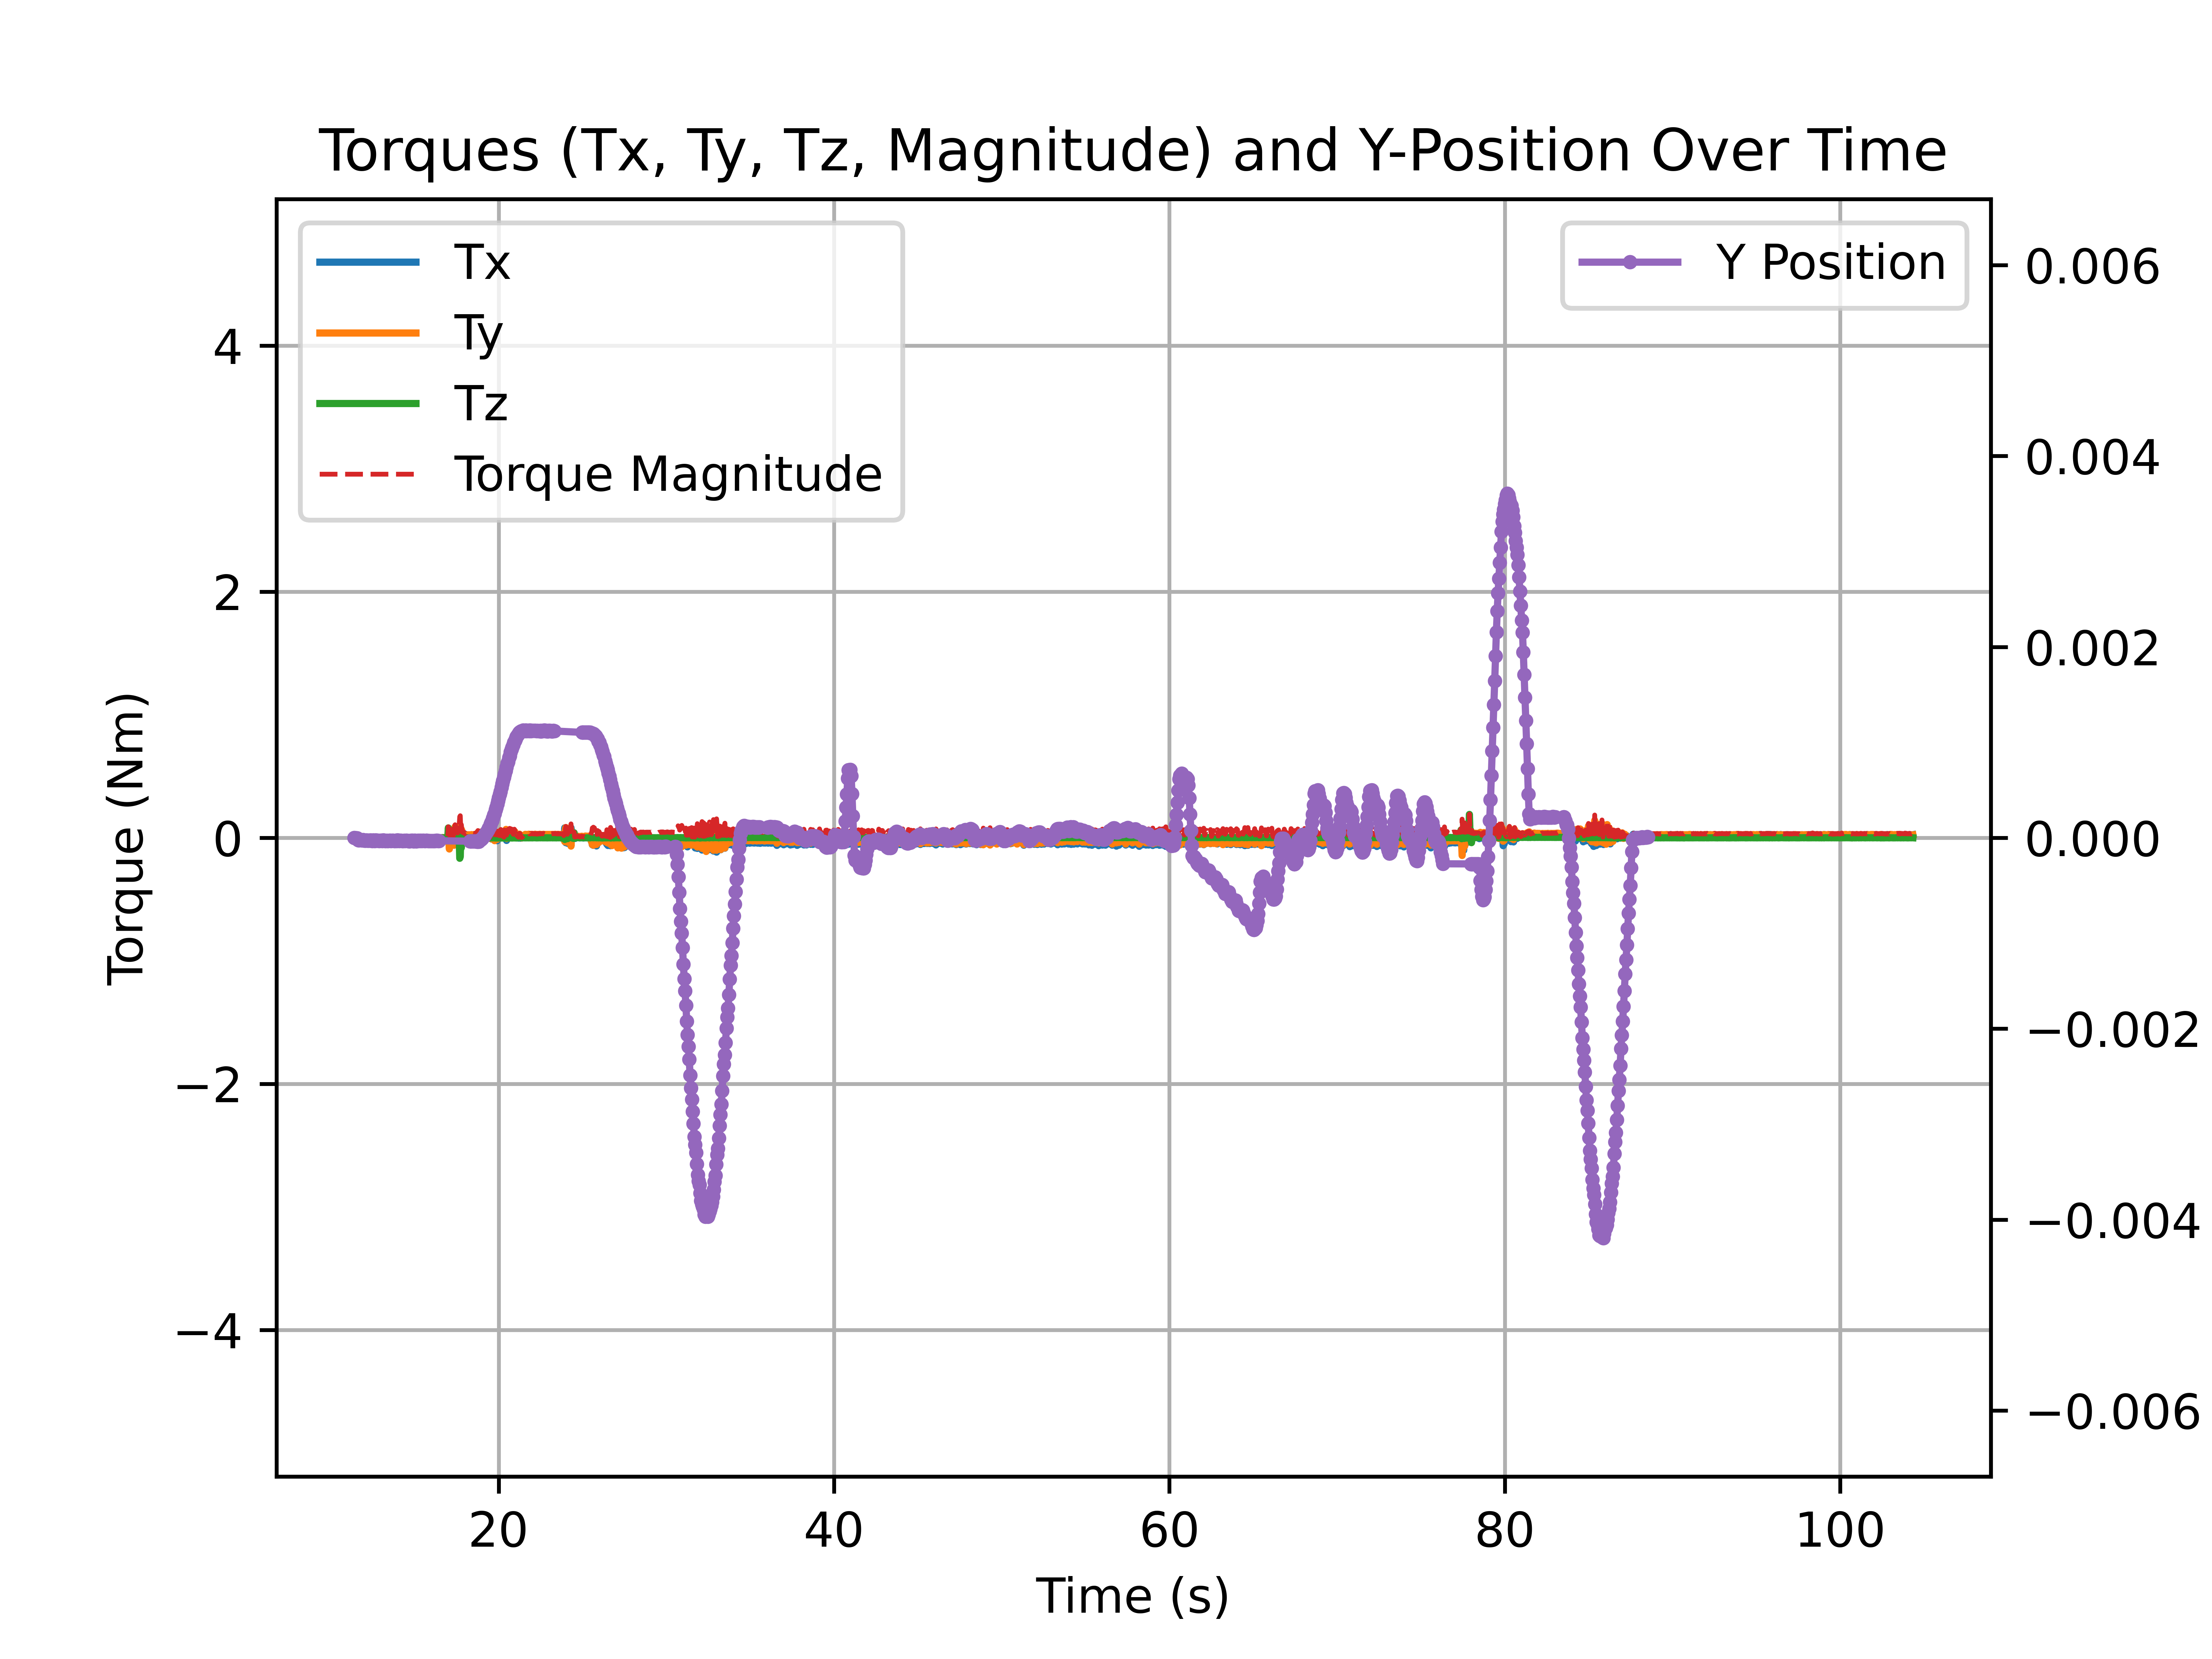 Torques (Tx, Ty, Tz, Magnitude) and Y-Position Over Time
Tx
Ty
Tz
Torque Magnitude
Y Position
4
2
0
−2
−4
Torque (Nm)
0.006
0.004
0.002
0.000
−0.002
−0.004
−0.006
20
40
60
80
100
Time (s)